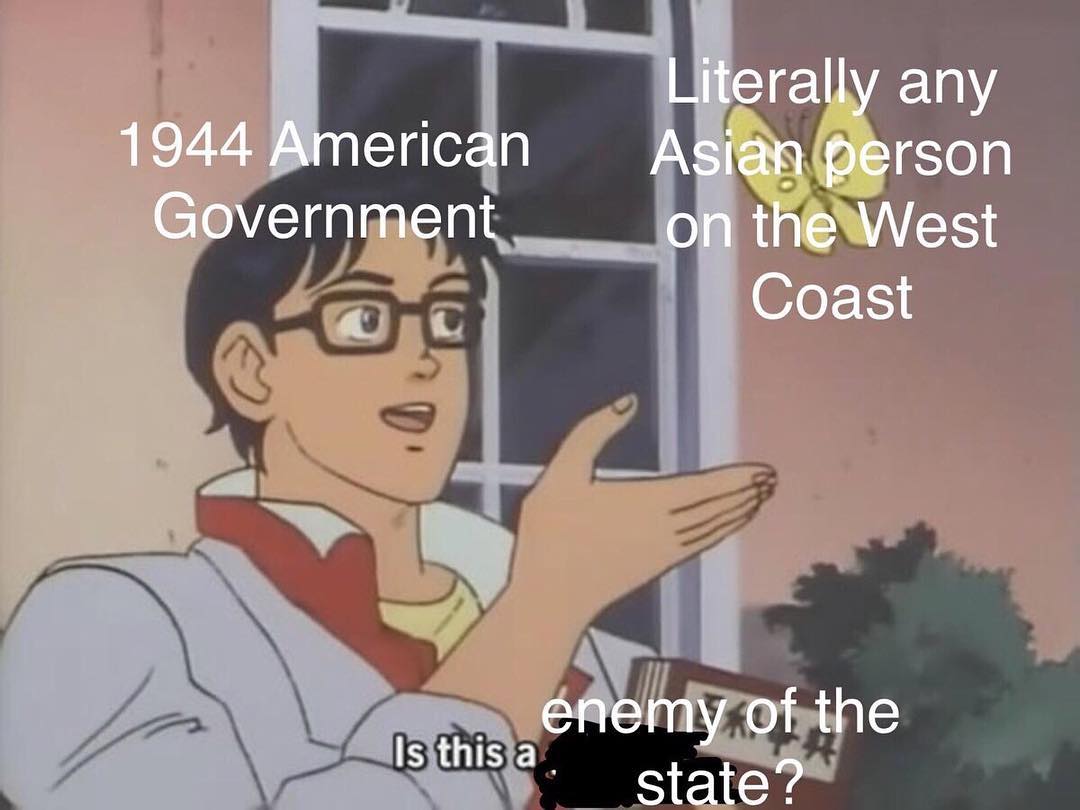 1944 American
Government
Literally any
Asian person
on the West
Coast
enemy of the
Is this a
state?